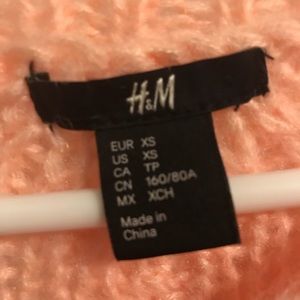 H&M
EUR XS
US XS
CA TP
CN 160/80A
MX XCH
Made in
China